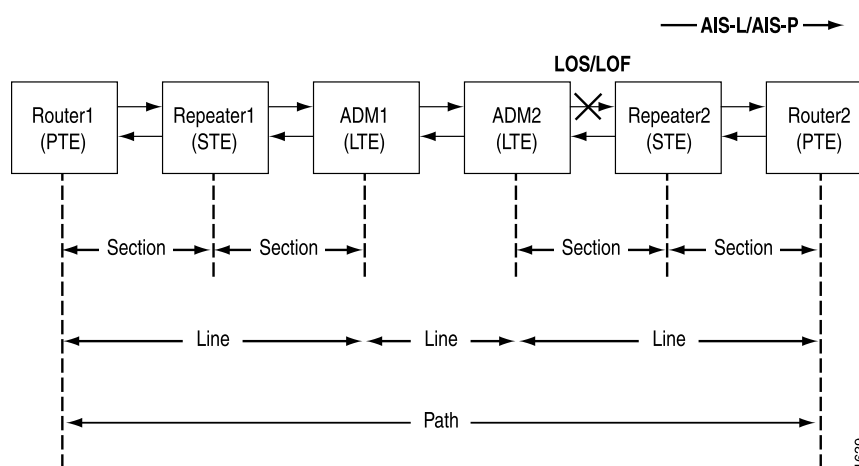 AIS-L/AIS-P
LOS/LOF
Router1
(PTE)
Repeater1
(STE)
ADM1
(LTE)
ADM2
(LTE)
Repeater2
(STE)
Router2
(PTE)
Section
Section
Section
Section
Line
Line
Line
Path